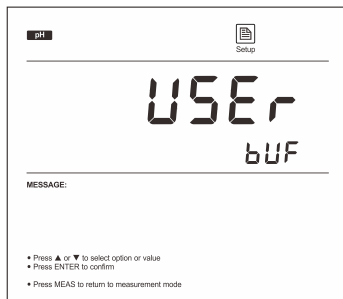 pH
Setup
USEr
bUF
MESSAGE:
• Press ▲ or ▼ to select option or value
• Press ENTER to confirm
• Press MEAS to return to measurement mode